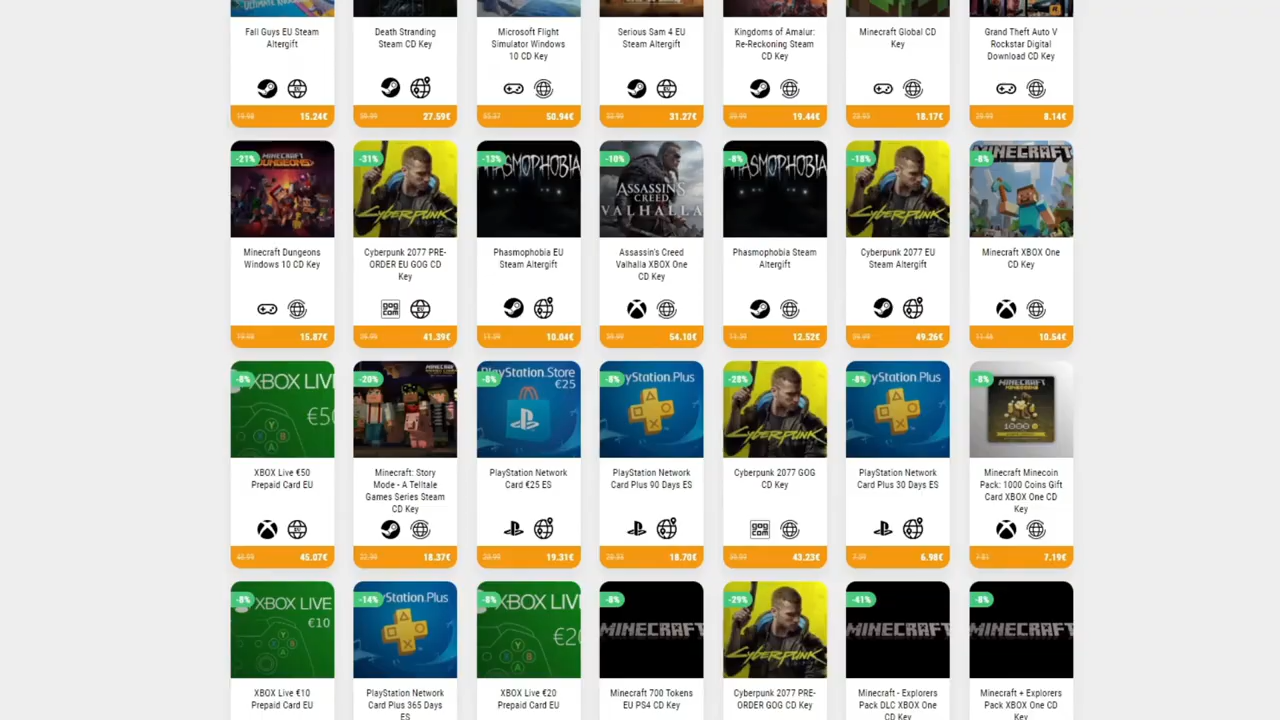 Fall Guys EU Steam
Altergift
15.24€
Death Stranding
Steam CD Key
27.59€
Microsoft Flight
Simulator Windows
10 CD Key
50.94€
Serious Sam 4 EU
Steam Altergift
31.27€
Kingdoms of Amalur:
Re-Reckoning Steam
CD Key
19.44€
Minecraft Global CD
Key
18.17€
Grand Theft Auto V
Rockstar Digital
Download CD Key
8.14€
-21%
MINECRAFT
DUNGEONS
Minecraft Dungeons
Windows 10 CD Key
15.87€
-31%
CYBERPUNK
Cyberpunk 2077 PRE-
ORDER EU GOG CD
Key
GOG
COM
41.39€
-13%
PHASMOPHOBIA
Phasmophobia EU
Steam Altergift
10.04€
-10%
ASSASSIN'S
CREED
VALHALLA
Assassin's Creed
Valhalla XBOX One
CD Key
54.10€
-8%
PHASMOPHOBIA
Phasmophobia Steam
Altergift
12.52€
-18%
CYBERPUNK
Cyberpunk 2077 EU
Steam Altergift
49.26€
-8%
MINECRAFT
Minecraft XBOX One
CD Key
10.54€
-8%
XBOX LIVE
€50
XBOX Live €50
Prepaid Card EU
45.07€
-20%
Minecraft: Story
Mode - A Telltale
Games Series Steam
CD Key
18.37€
-8%
PlayStation Store
€25
PlayStation Network
Card €25 ES
19.31€
-8%
PlayStation Plus
PlayStation Network
Card Plus 90 Days ES
18.70€
-28%
CYBERPUNK
Cyberpunk 2077 GOG
CD Key
GOG
COM
43.23€
-8%
PlayStation Plus
PlayStation Network
Card Plus 30 Days ES
6.98€
-8%
MINECRAFT
MINECOINS
1000
Minecraft Minecoin
Pack: 1000 Coins Gift
Card XBOX One CD
Key
7.19€
-8%
XBOX LIVE
€10
XBOX Live €10
Prepaid Card EU
-14%
PlayStation Plus
PlayStation Network
Card Plus 365 Days
ES
-8%
XBOX LIVE
€20
XBOX Live €20
Prepaid Card EU
-8%
MINECRAFT
Minecraft 700 Tokens
EU PS4 CD Key
-29%
CYBERPUNK
Cyberpunk 2077 PRE-
ORDER GOG CD Key
-41%
MINECRAFT
Minecraft - Explorers
Pack DLC XBOX One
CD Key
-8%
MINECRAFT
Minecraft + Explorers
Pack XBOX One CD
Key